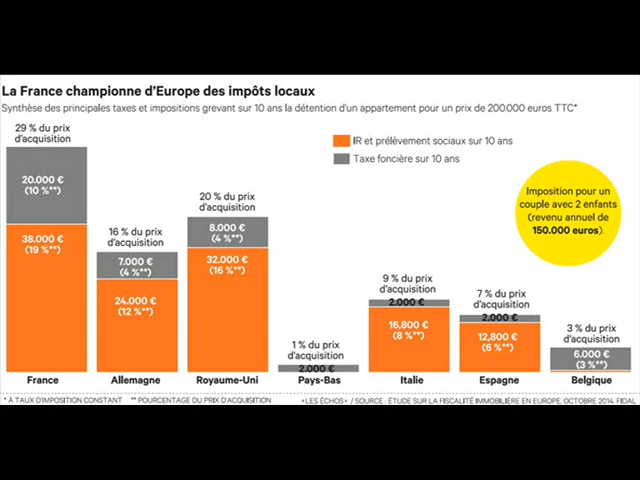 La France championne d'Europe des impôts locaux
Synthèse des principales taxes et impositions grevant sur 10 ans la détention d'un appartement pour un prix de 200.000 euros TTC*
29 % du prix
d'acquisition
20.000 €
(10 %**)
38.000 €
(19 %**)
France
16 % du prix
d'acquisition
7.000 €
(4 %**)
24.000 €
(12 %**)
Allemagne
20 % du prix
d'acquisition
8.000 €
(4 %**)
32.000 €
(16 %**)
Royaume-Uni
1 % du prix
d'acquisition
2.000 €
Pays-Bas
9 % du prix
d'acquisition
2.000 €
16,800 €
(8 %**)
Italie
7 % du prix
d'acquisition
2.000 €
12,800 €
(6 %**)
Espagne
3 % du prix
d'acquisition
6.000 €
(3 %**)
Belgique
IR et prélèvement sociaux sur 10 ans
Taxe foncière sur 10 ans
Imposition pour un
couple avec 2 enfants
(revenu annuel de
150.000 euros).
* À TAUX D'IMPOSITION CONSTANT ** POURCENTAGE DU PRIX D'ACQUISITION
«LES ÉCHOS» / SOURCE : ÉTUDE SUR LA FISCALITÉ IMMOBILIÈRE EN EUROPE, OCTOBRE 2014. FIDAL